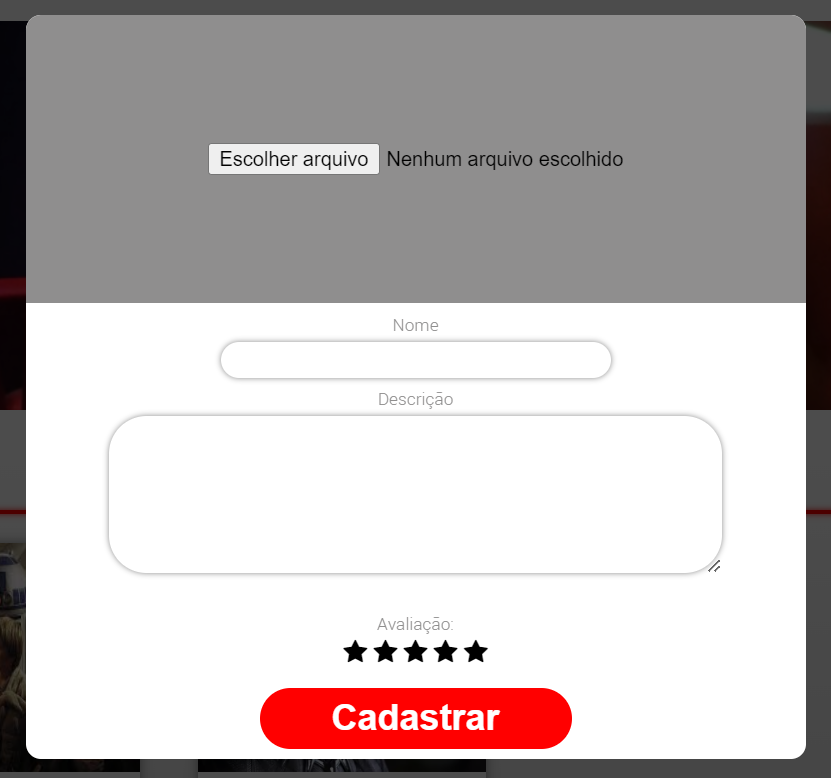 Escolher arquivo Nenhum arquivo escolhido
Nome
Descrição
Avaliação:
Cadastrar